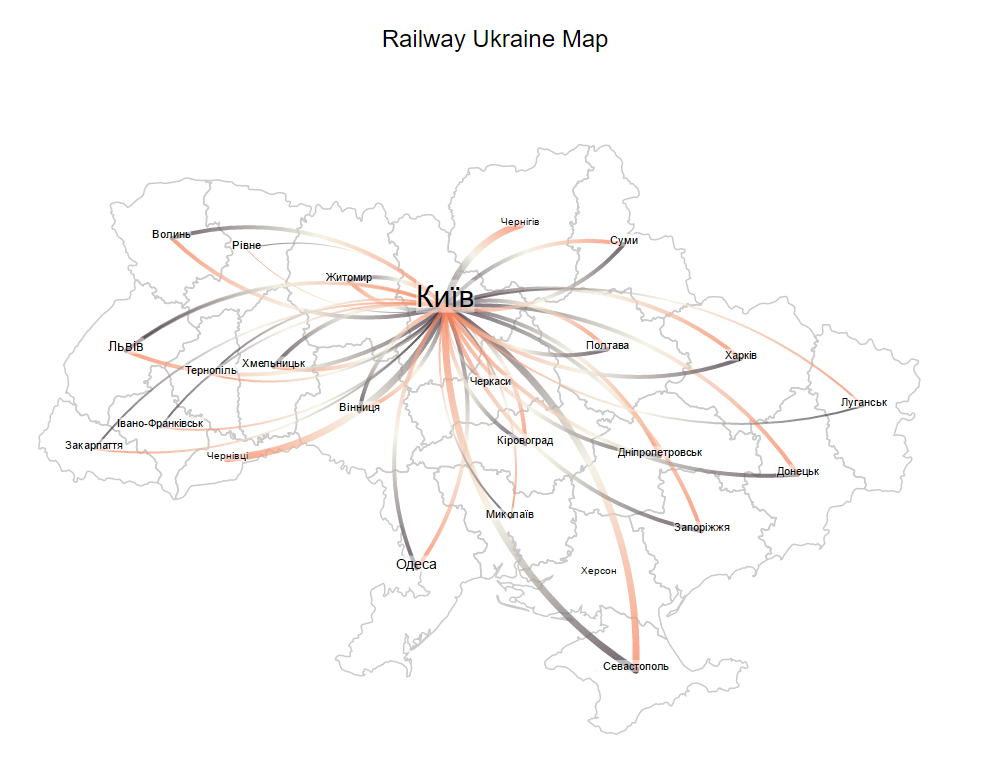 Railway Ukraine Map
Чернігів
Волинь
Суми
Рівне
Житомир
Київ
Львів
Полтава
Харків
Хмельницьк
Тернопіль
Черкаси
Луганськ
Вінниця
Івано-Франківськ
Кіровоград
Закарпаття
Дніпропетровськ
Чернівці
Донецьк
Миколаїв
Запоріжжя
Одеса
Херсон
Севастополь